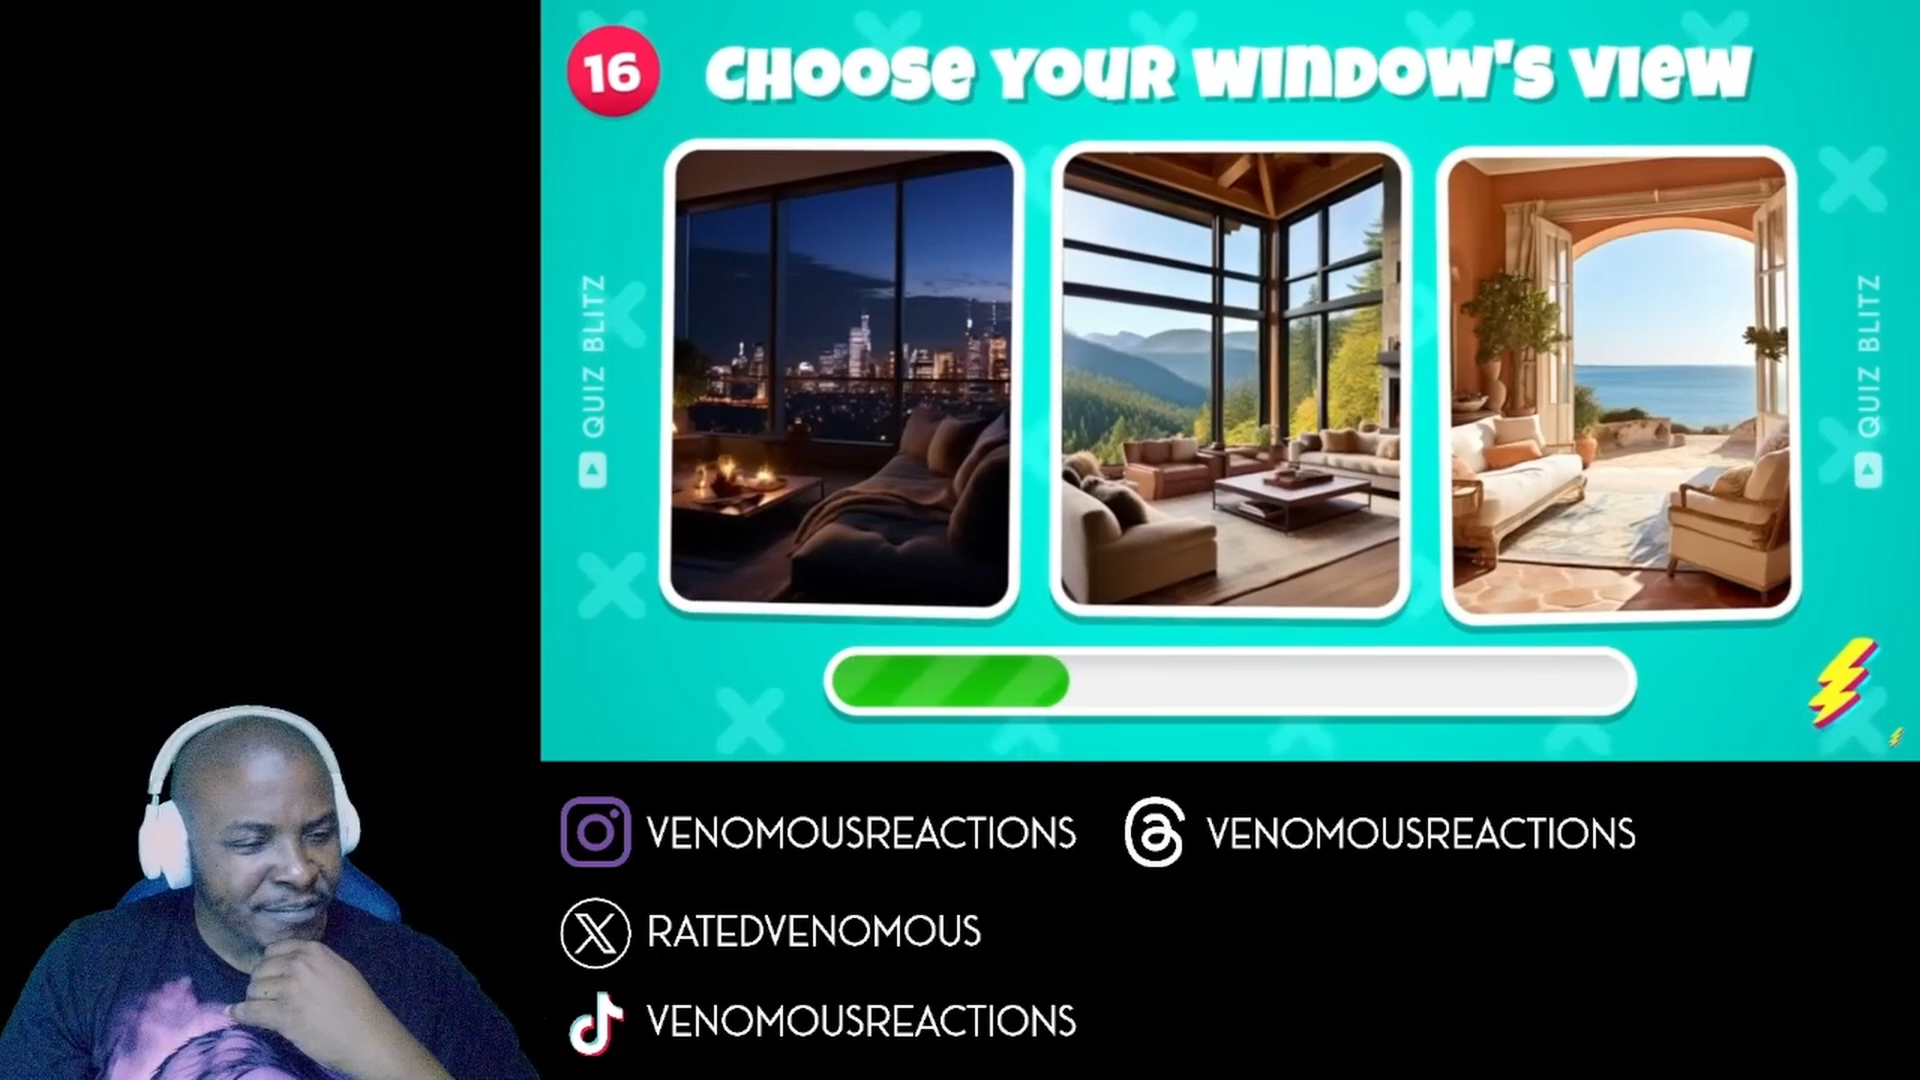 16
CHOOSE YOUR WINDOW'S VIEW
QUIZ BLITZ
QUIZ BLITZ
VENOMOUSREACTIONS
VENOMOUSREACTIONS
RATEDVENOMOUS
VENOMOUSREACTIONS